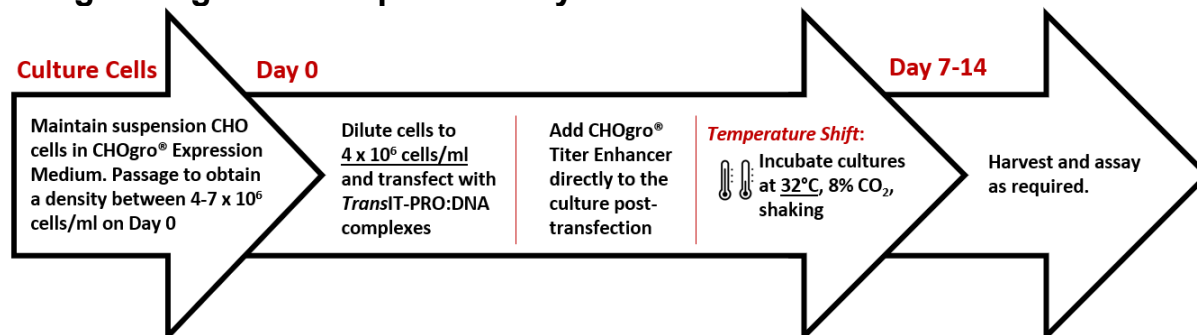 Culture Cells
Maintain suspension CHO
cells in CHOgro® Expression
Medium. Passage to obtain
a density between 4-7 x 10⁶
cells/ml on Day 0
Day 0
Dilute cells to
4 x 10⁶ cells/ml
and transfect with
TransIT-PRO:DNA
complexes
Add CHOgro®
Titer Enhancer
directly to the
culture post-
transfection
Temperature Shift:
Incubate cultures
at 32°C, 8% CO₂,
shaking
Day 7-14
Harvest and assay
as required.